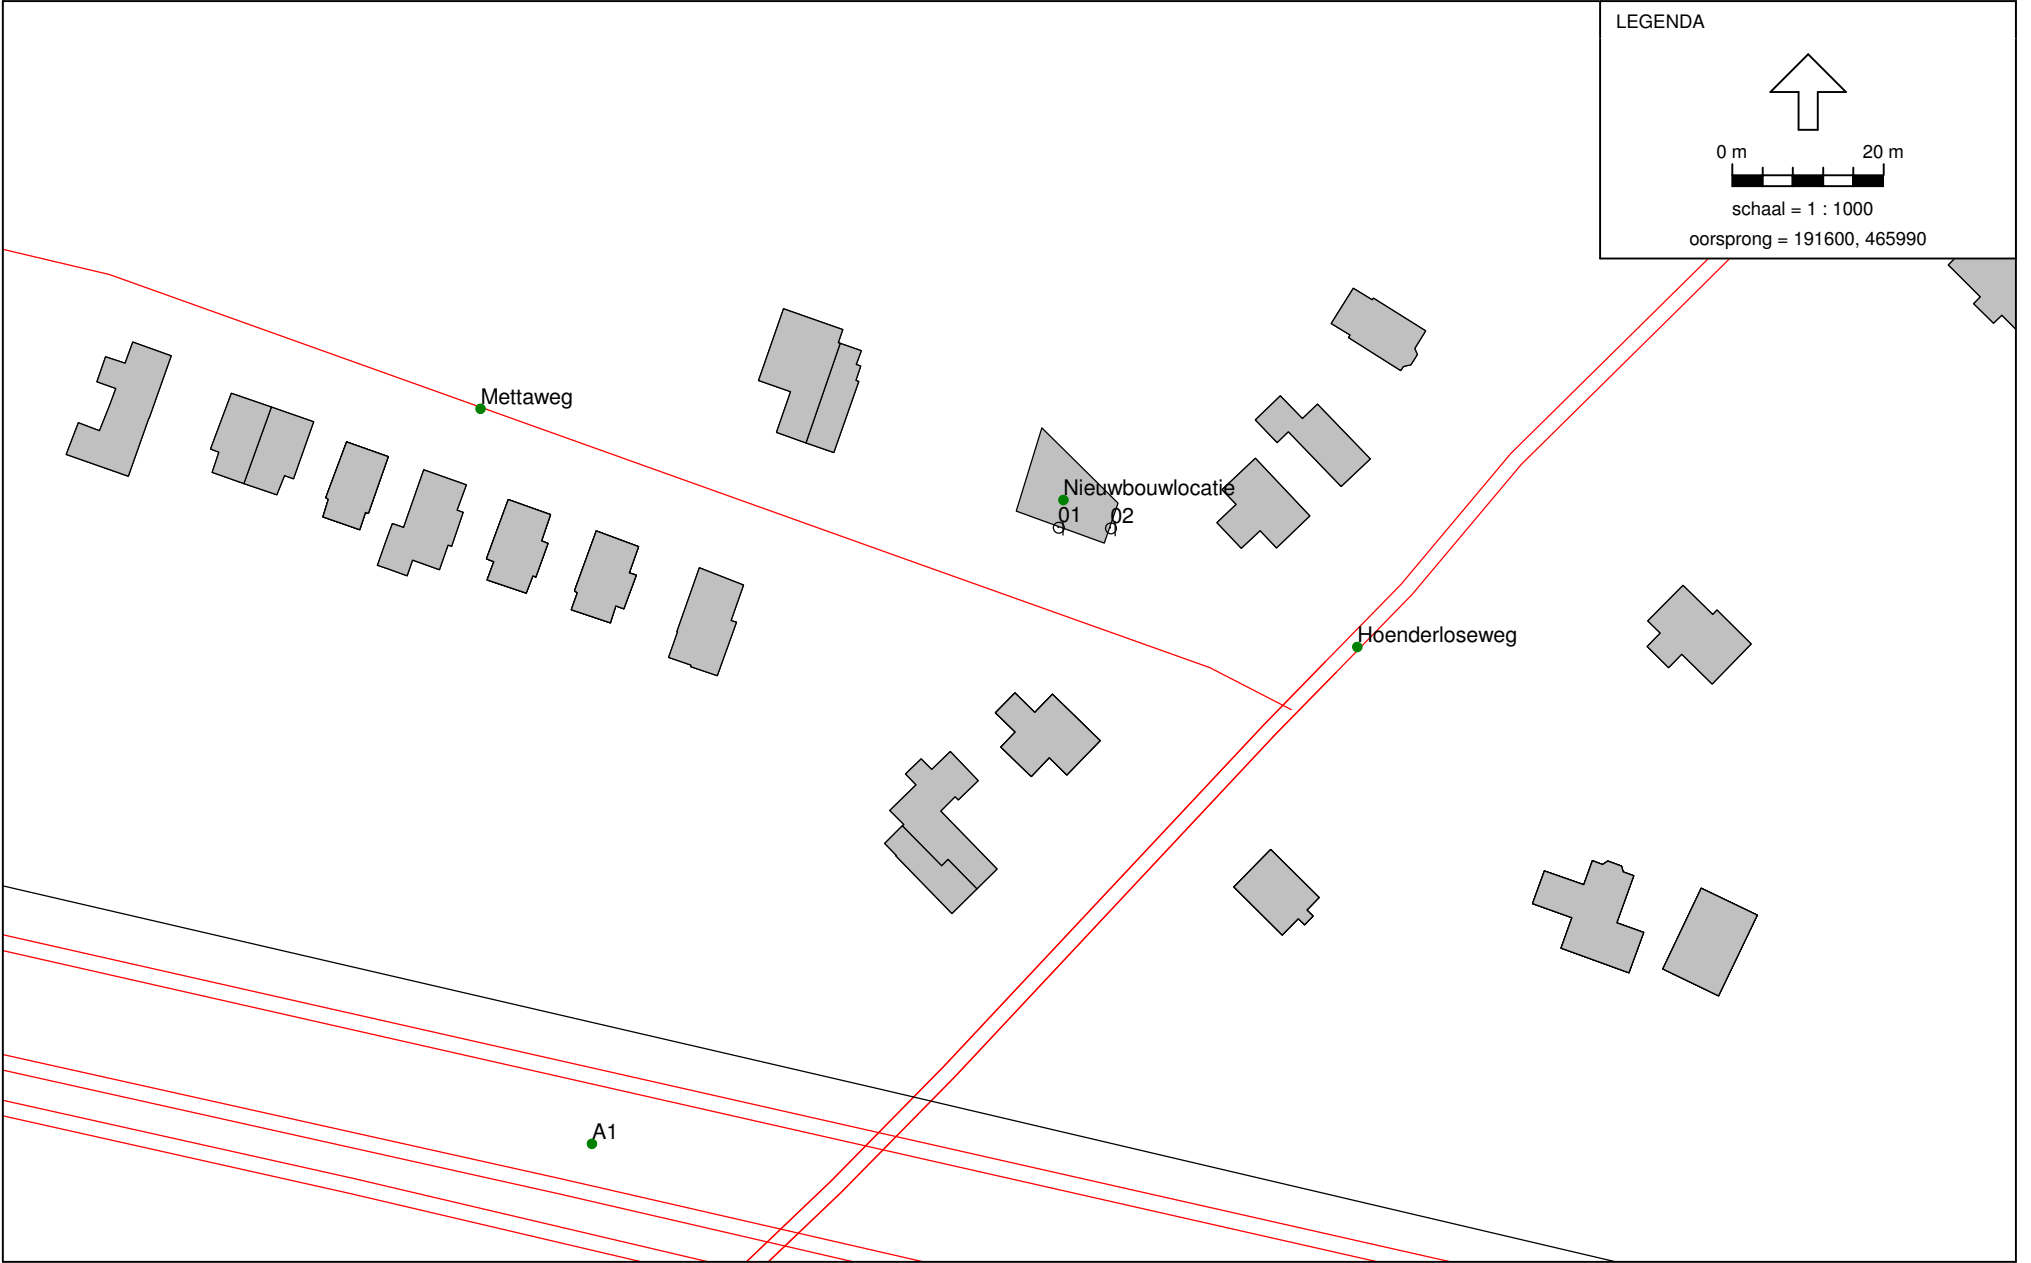 LEGENDA
0 m 20 m
schaal = 1 : 1000
oorsprong = 191600, 465990
Mettaweg
Nieuwbouwlocatie
01 02
Hoenderloseweg
A1